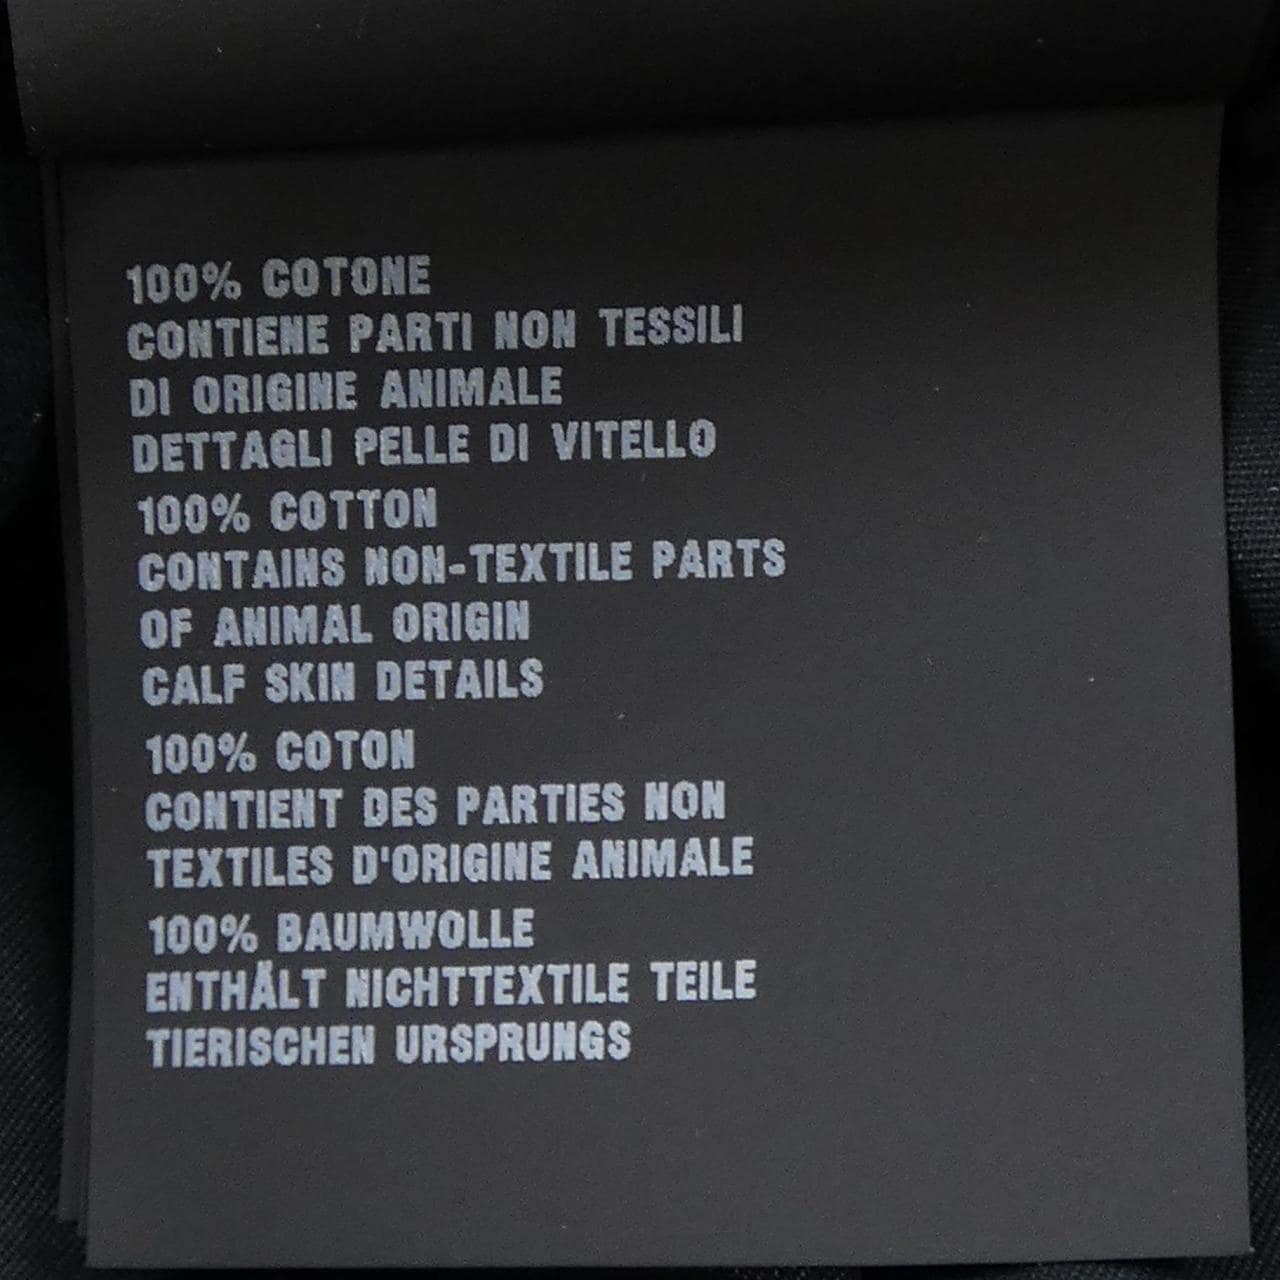 100% COTONE
CONTIENE PARTI NON TESSILI
DI ORIGINE ANIMALE
DETTAGLI PELLE DI VITELLO
100% COTTON
CONTAINS NON-TEXTILE PARTS
OF ANIMAL ORIGIN
CALF SKIN DETAILS
100% COTON
CONTIENT DES PARTIES NON
TEXTILES D'ORIGINE ANIMALE
100% BAUMWOLLE
ENTHÄLT NICHTTEXTILE TEILE
TIERISCHEN URSPRUNGS